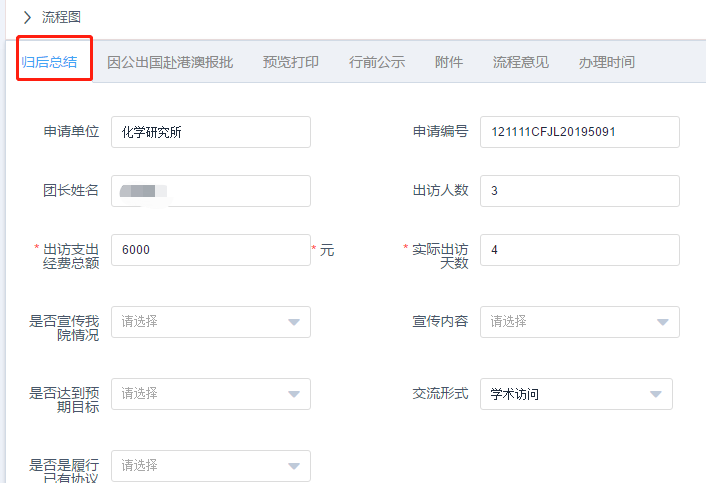 流程图
归后总结 因公出国赴港澳报批 预览打印 行前公示 附件 流程意见 办理时间
申请单位 化学研究所 申请编号 121111CFJL20195091
团长姓名 出访人数 3
* 出访支出 6000 * 元 * 实际出访 4
经费总额 天数
是否宣传我 请选择 宣传内容 请选择
院情况
是否达到预 请选择 交流形式 学术访问
期目标
是否是履行 请选择
已有协议